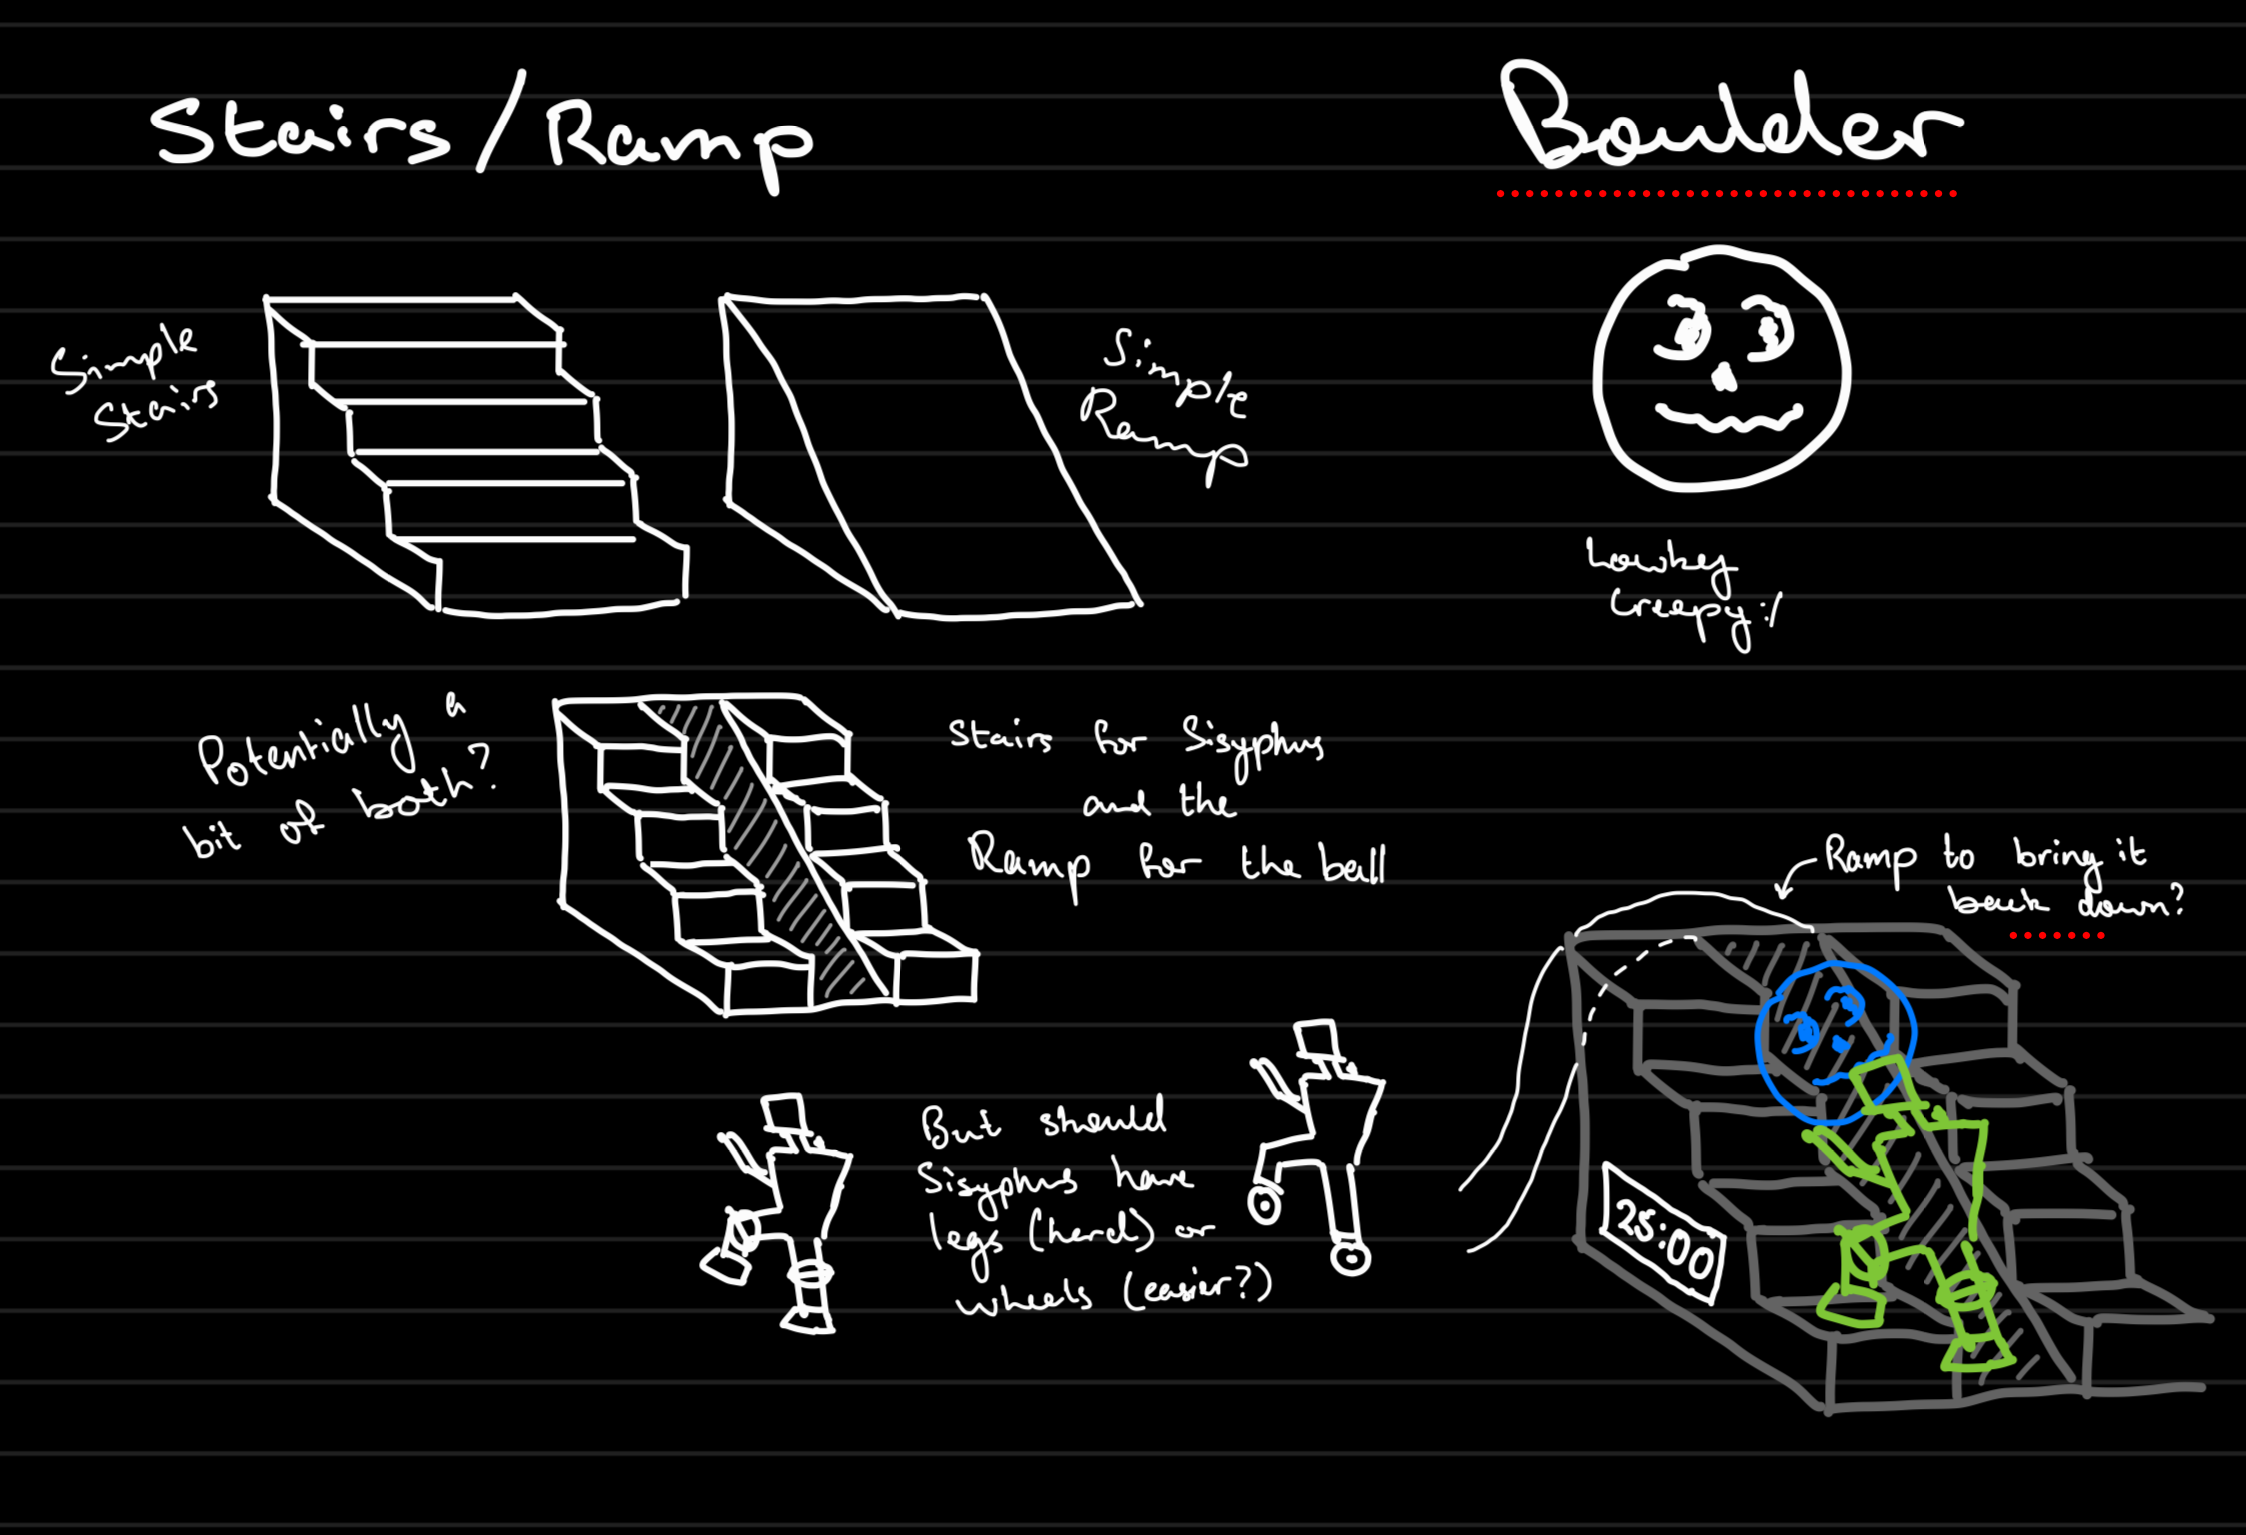 Stairs/Ramp
Boulder
Simple
Stairs
Simple
Ramp
Lowkey
Creepy :/
Potentially a
bit of both?
Stairs for Sisyphus
and the
Ramp for the ball
Ramp to bring it
back down?
But should
Sisyphus have
legs (hard) or
wheels (easier?)
25:00